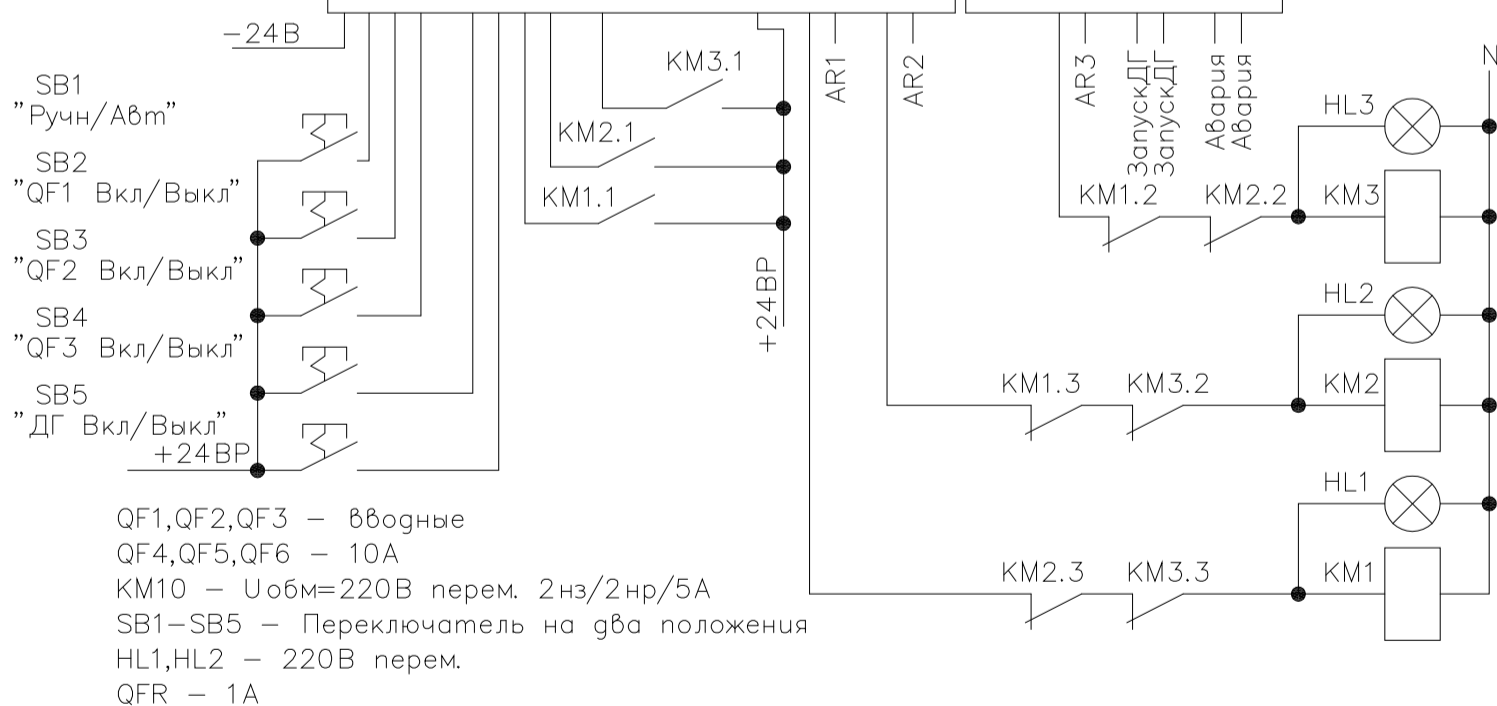 -24В
SB1
"Ручн/Авт"
SB2
"QF1 Вкл/Выкл"
SB3
"QF2 Вкл/Выкл"
SB4
"QF3 Вкл/Выкл"
SB5
"ДГ Вкл/Выкл"
+24ВР
KM3.1
KM2.1
KM1.1
+24ВР
AR1
AR2
AR3
ЗапускДГ
ЗапускДГ
Авария
Авария
N
HL3
KM1.2
KM2.2
KM3
HL2
KM1.3
KM3.2
KM2
HL1
KM2.3
KM3.3
KM1
QF1,QF2,QF3 – вводные
QF4,QF5,QF6 – 10А
KM10 – Uобм=220В перем. 2нз/2нр/5А
SB1–SB5 – Переключатель на два положения
HL1,HL2 – 220В перем.
QFR – 1А